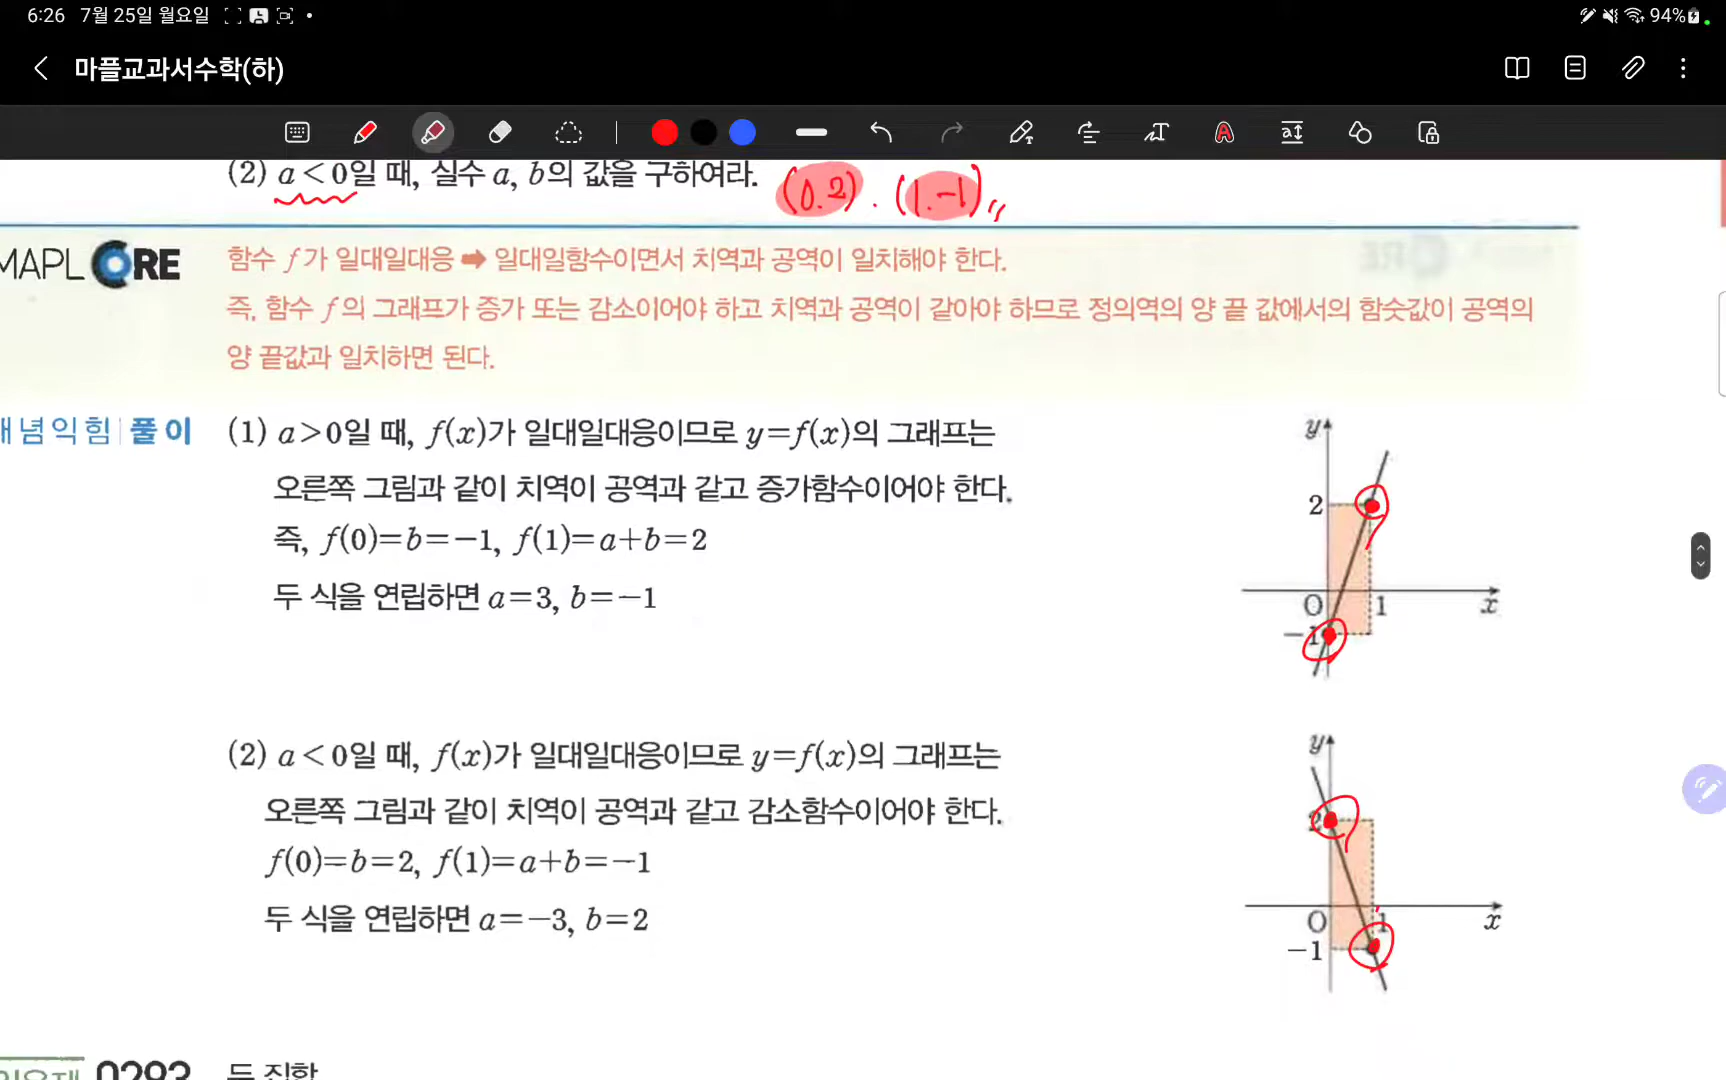 6:26 7월 25일 월요일 94%
마플교과서수학(하)
(2) a<0일 때, 실수 a, b의 값을 구하여라. (0.2). (1.-1)
MAPL CORE
함수 f가 일대일대응 ➡ 일대일함수이면서 치역과 공역이 일치해야 한다.
즉, 함수 f의 그래프가 증가 또는 감소이어야 하고 치역과 공역이 같아야 하므로 정의역의 양 끝 값에서의 함숫값이 공역의
양 끝값과 일치하면 된다.
개념익힘 | 풀이
(1) a>0일 때, f(x)가 일대일대응이므로 y=f(x)의 그래프는
오른쪽 그림과 같이 치역이 공역과 같고 증가함수이어야 한다.
즉, f(0)=b=-1, f(1)=a+b=2
두 식을 연립하면 a=3, b=-1
y
2
O 1 x
-1
(2) a<0일 때, f(x)가 일대일대응이므로 y=f(x)의 그래프는
오른쪽 그림과 같이 치역이 공역과 같고 감소함수이어야 한다.
f(0)=b=2, f(1)=a+b=-1
두 식을 연립하면 a=-3, b=2
y
2
O 1 x
-1
0293 두 집합